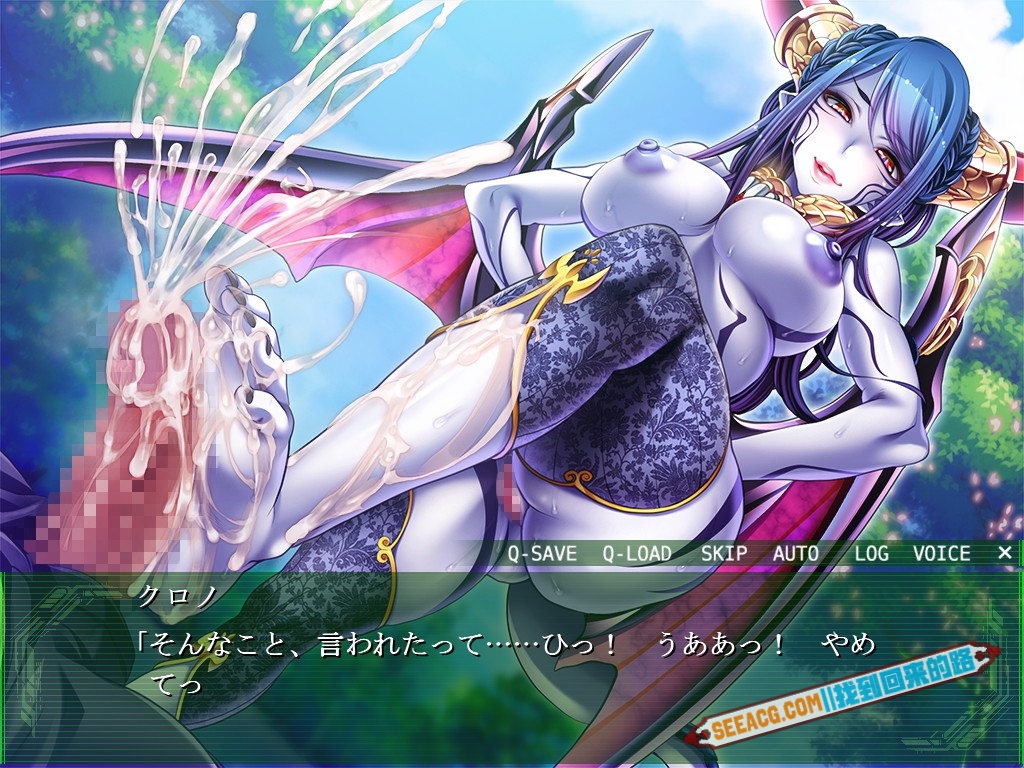 Q-SAVE Q-LOAD SKIP AUTO LOG VOICE ×
クロノ
「そんなこと、言われたって……ひっ！　うああっ！　やめ
てっ
SEEACG.COM||找到回来的路